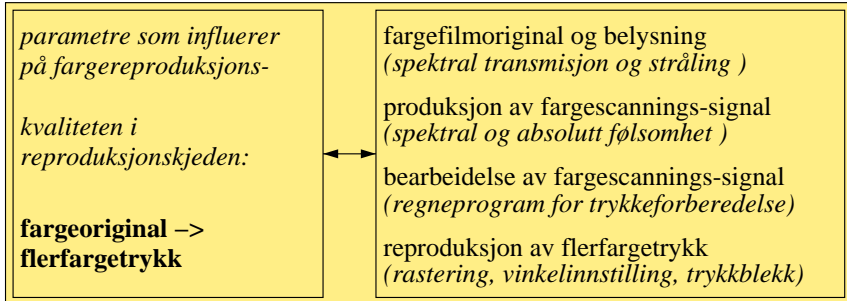 parametre som influerer
på fargereproduksjons-
kvaliteten i
reproduksjonskjeden:
fargeoriginal –>
flerfargetrykk
fargefilmoriginal og belysning
(spektral transmisjon og stråling )
produksjon av fargescannings-signal
(spektral og absolutt følsomhet )
bearbeidelse av fargescannings-signal
(regneprogram for trykkeforberedelse)
reproduksjon av flerfargetrykk
(rastering, vinkelinnstilling, trykkblekk)